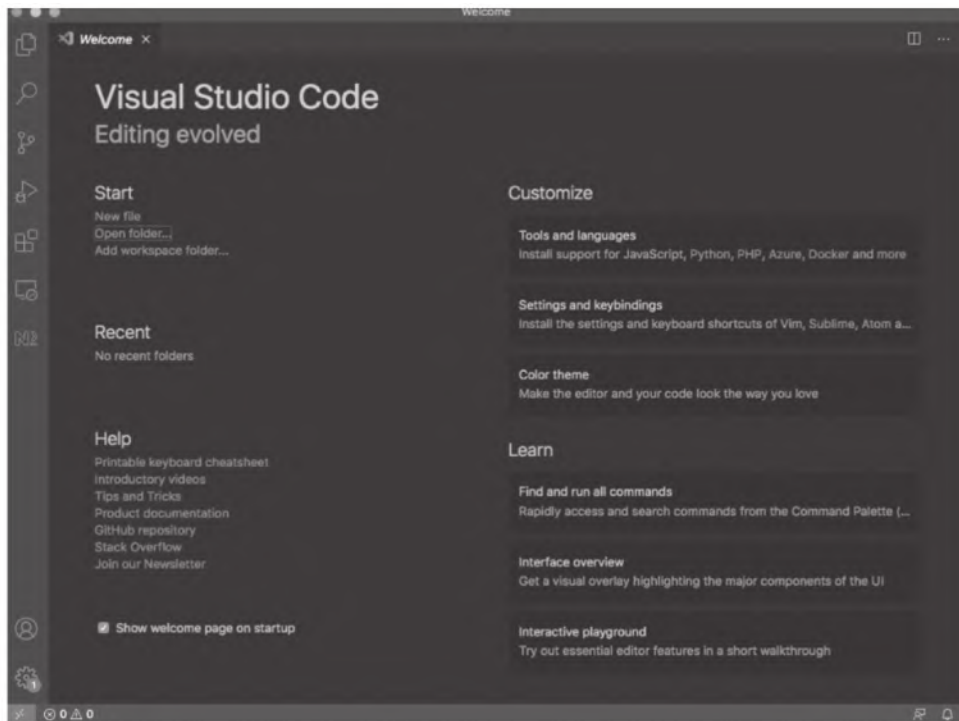 Welcome
Welcome
Visual Studio Code
Editing evolved
Start
New file
Open folder...
Add workspace folder...
Recent
No recent folders
Help
Printable keyboard cheatsheet
Introductory videos
Tips and Tricks
Product documentation
GitHub repository
Stack Overflow
Join our Newsletter
Show welcome page on startup
Customize
Tools and languages
Install support for JavaScript, Python, PHP, Azure, Docker and more
Settings and keybindings
Install the settings and keyboard shortcuts of Vim, Sublime, Atom a...
Color theme
Make the editor and your code look the way you love
Learn
Find and run all commands
Rapidly access and search commands from the Command Palette (...
Interface overview
Get a visual overlay highlighting the major components of the UI
Interactive playground
Try out essential editor features in a short walkthrough
1
0 0